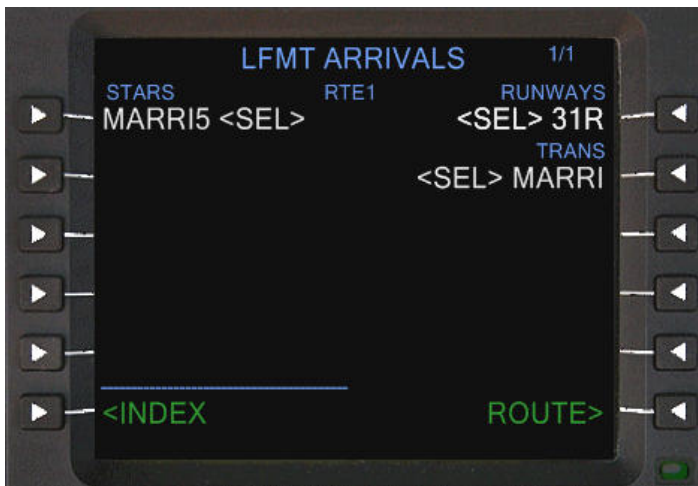 LFMT ARRIVALS 1/1
STARS RTE1 RUNWAYS
MARRI5 <SEL> <SEL> 31R
TRANS
<SEL> MARRI
<INDEX ROUTE>